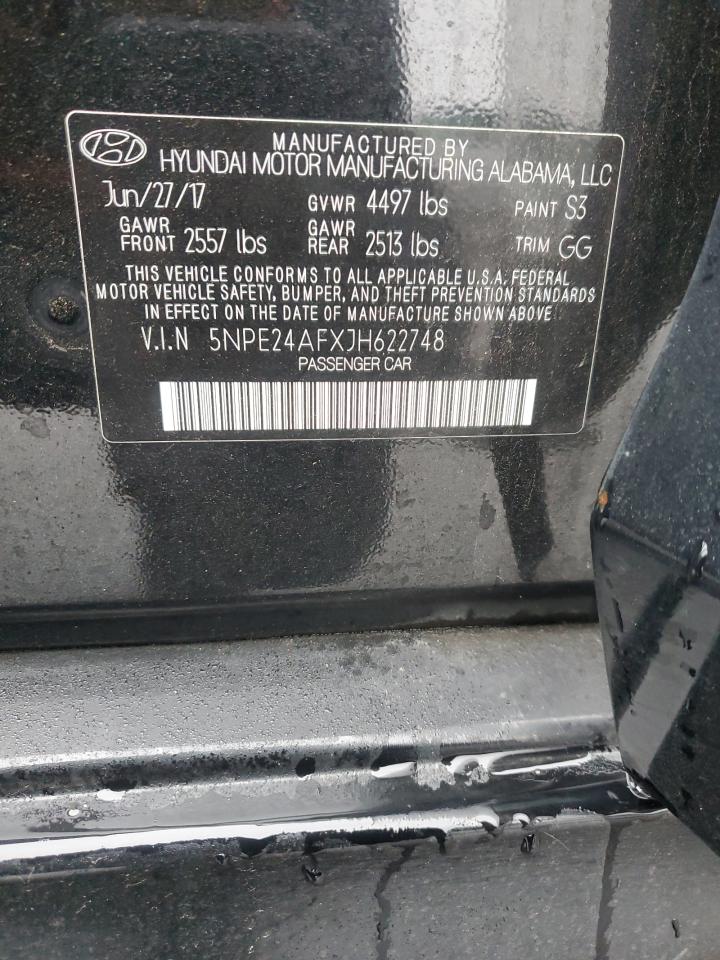 MANUFACTURED BY
HYUNDAI MOTOR MANUFACTURING ALABAMA, LLC
Jun/27/17 GVWR 4497 lbs PAINT S3
GAWR FRONT 2557 lbs GAWR REAR 2513 lbs TRIM GG
THIS VEHICLE CONFORMS TO ALL APPLICABLE U.S.A. FEDERAL
MOTOR VEHICLE SAFETY, BUMPER, AND THEFT PREVENTION STANDARDS
IN EFFECT ON THE DATE OF MANUFACTURE SHOWN ABOVE
V.I.N 5NPE24AFXJH622748
PASSENGER CAR